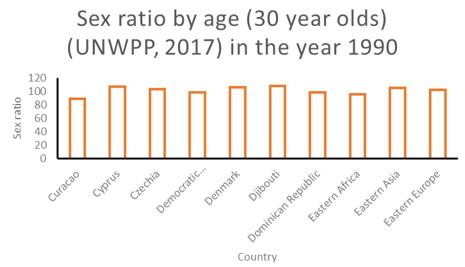 Sex ratio by age (30 year olds)
(UNWPP, 2017) in the year 1990
120
100
80
60
40
20
0
Sex ratio
Curacao
Cyprus
Czechia
Democratic...
Denmark
Djibouti
Dominican Republic
Eastern Africa
Eastern Asia
Eastern Europe
Country